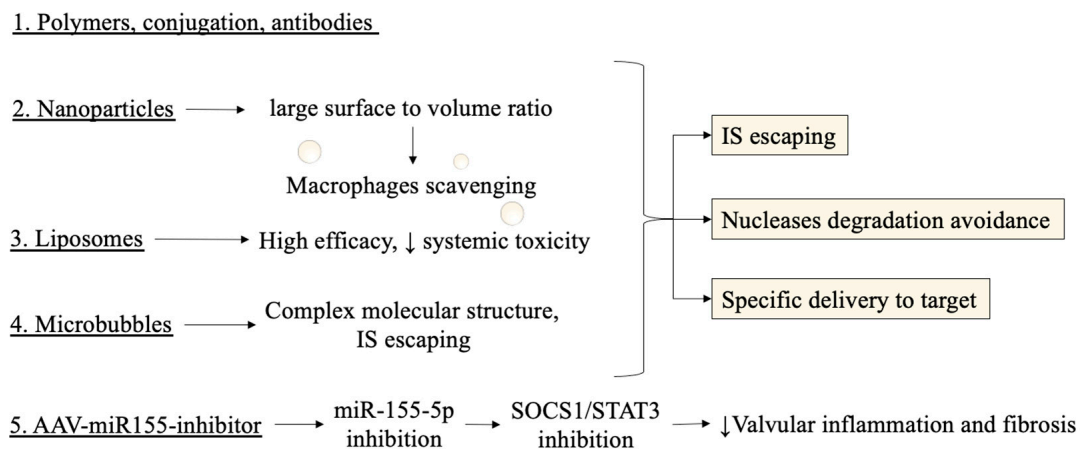 1. Polymers, conjugation, antibodies
2. Nanoparticles
large surface to volume ratio
Macrophages scavenging
3. Liposomes
High efficacy, ↓ systemic toxicity
4. Microbubbles
Complex molecular structure,
IS escaping
IS escaping
Nucleases degradation avoidance
Specific delivery to target
5. AAV-miR155-inhibitor
miR-155-5p
inhibition
SOCS1/STAT3
inhibition
↓Valvular inflammation and fibrosis